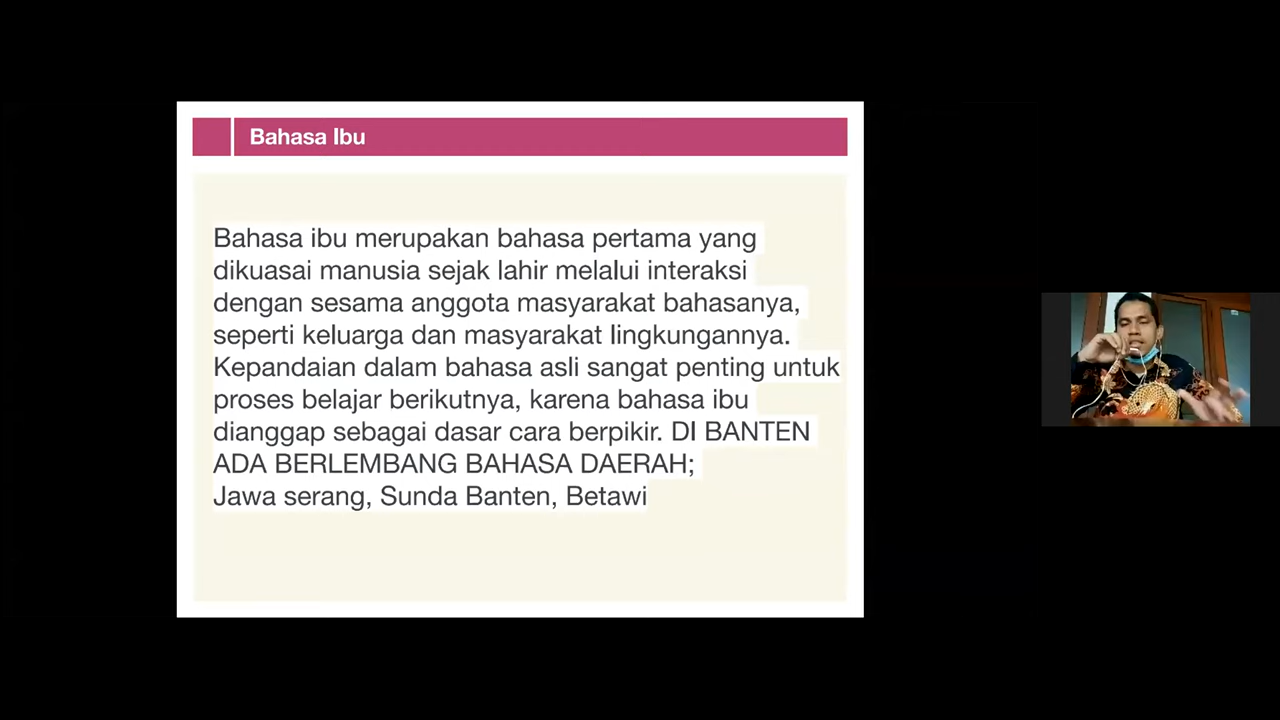 Bahasa Ibu
Bahasa ibu merupakan bahasa pertama yang
dikuasai manusia sejak lahir melalui interaksi
dengan sesama anggota masyarakat bahasanya,
seperti keluarga dan masyarakat lingkungannya.
Kepandaian dalam bahasa asli sangat penting untuk
proses belajar berikutnya, karena bahasa ibu
dianggap sebagai dasar cara berpikir. DI BANTEN
ADA BERLEMBANG BAHASA DAERAH;
Jawa serang, Sunda Banten, Betawi